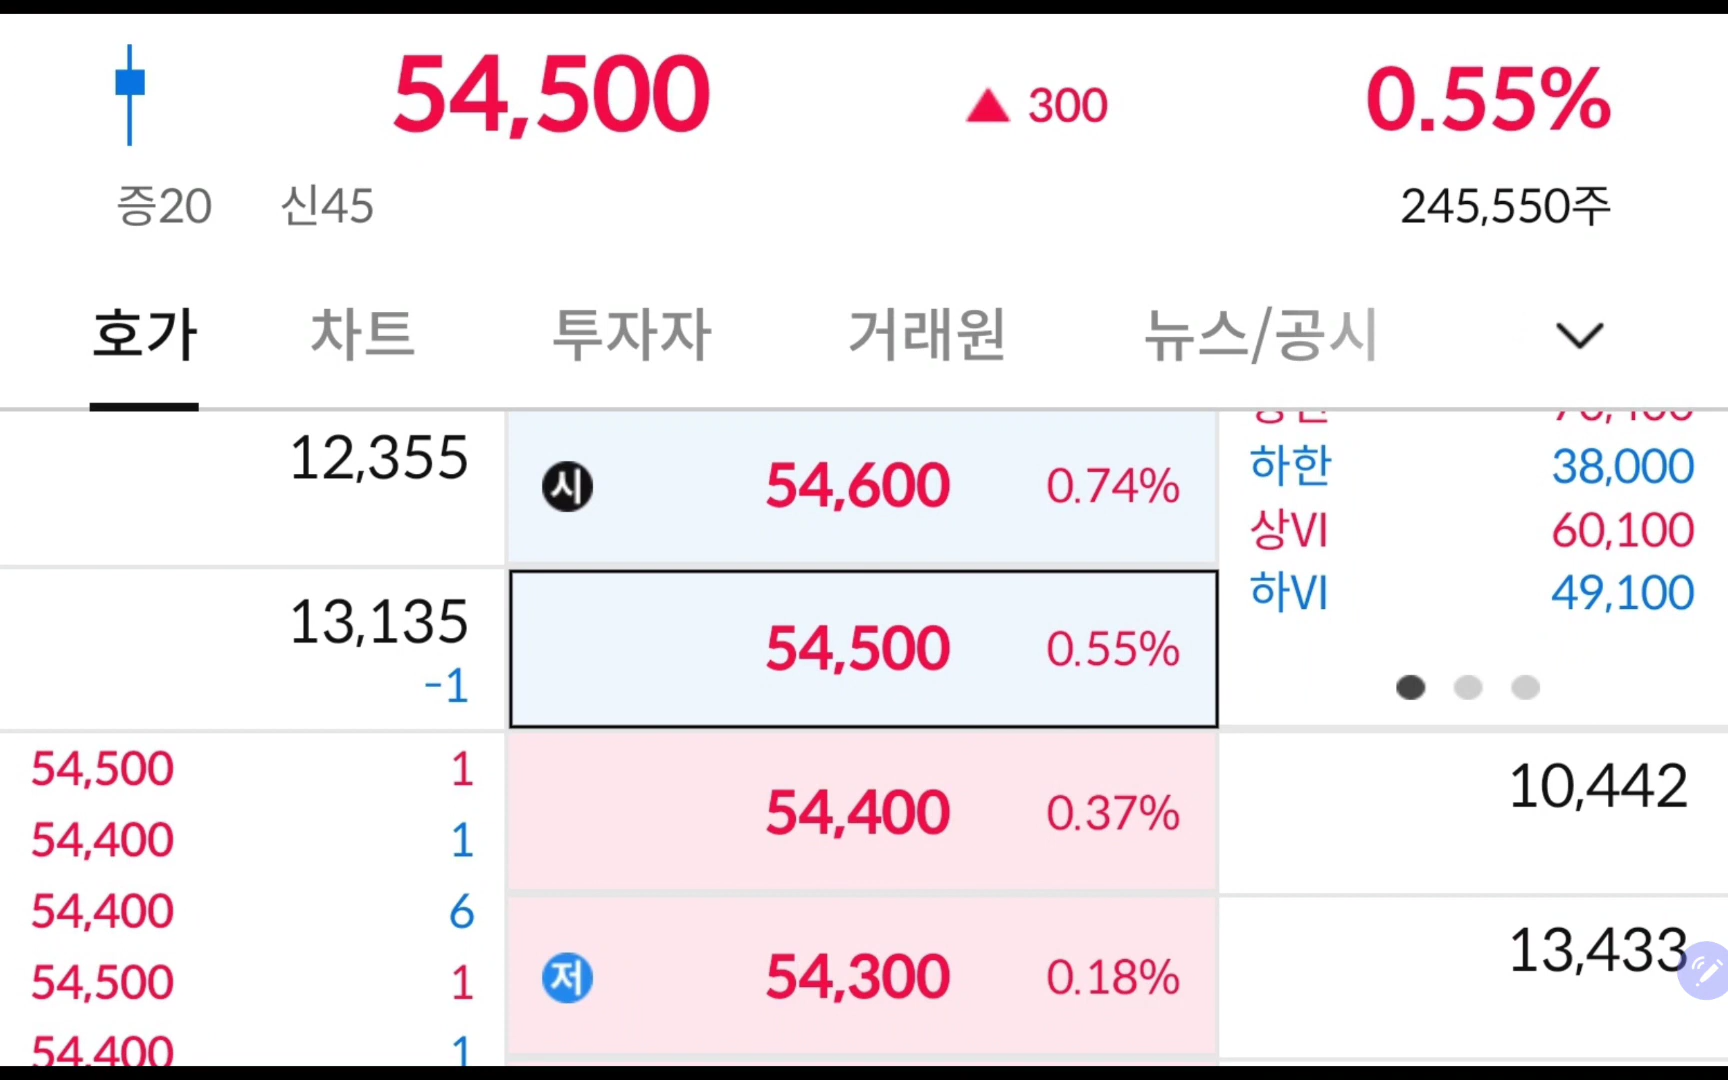 54,500 ▲ 300 0.55%
증20 신45 245,550주
호가 차트 투자자 거래원 뉴스/공시
12,355 시 54,600 0.74%
하한 38,000
상VI 60,100
하VI 49,100
13,135 54,500 0.55%
-1
54,500 1
54,400 1
54,400 6
54,500 1
54,400 1
54,400 0.37% 10,442
저 54,300 0.18% 13,433